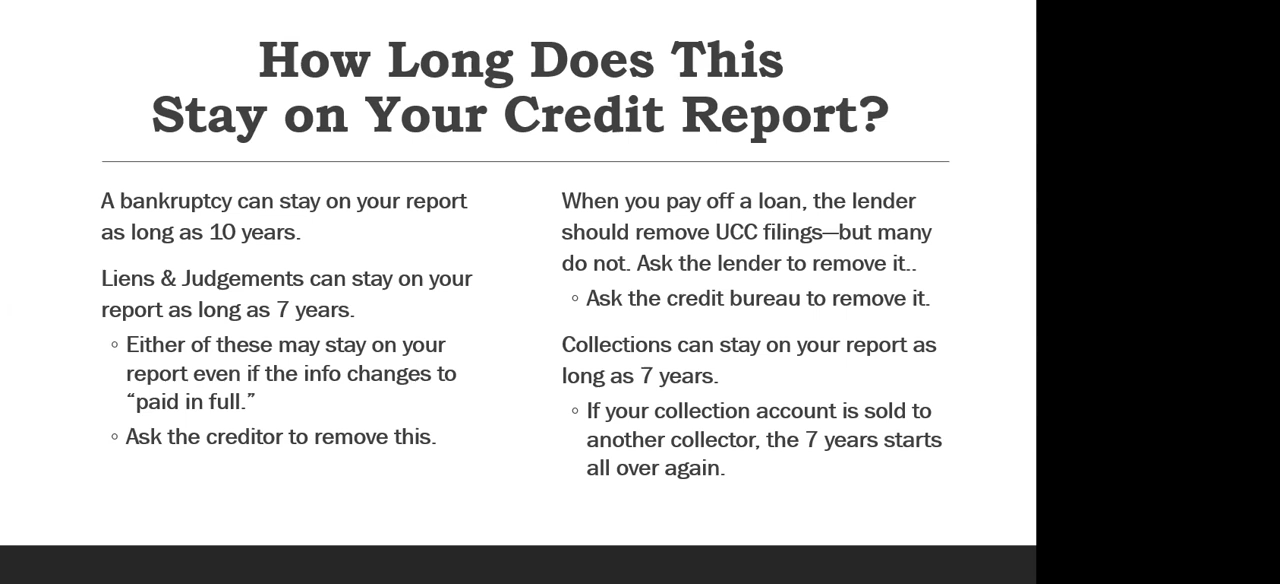 How Long Does This
Stay on Your Credit Report?
A bankruptcy can stay on your report
as long as 10 years.
Liens & Judgements can stay on your
report as long as 7 years.
◦ Either of these may stay on your
report even if the info changes to
“paid in full.”
◦ Ask the creditor to remove this.
When you pay off a loan, the lender
should remove UCC filings—but many
do not. Ask the lender to remove it..
◦ Ask the credit bureau to remove it.
Collections can stay on your report as
long as 7 years.
◦ If your collection account is sold to
another collector, the 7 years starts
all over again.